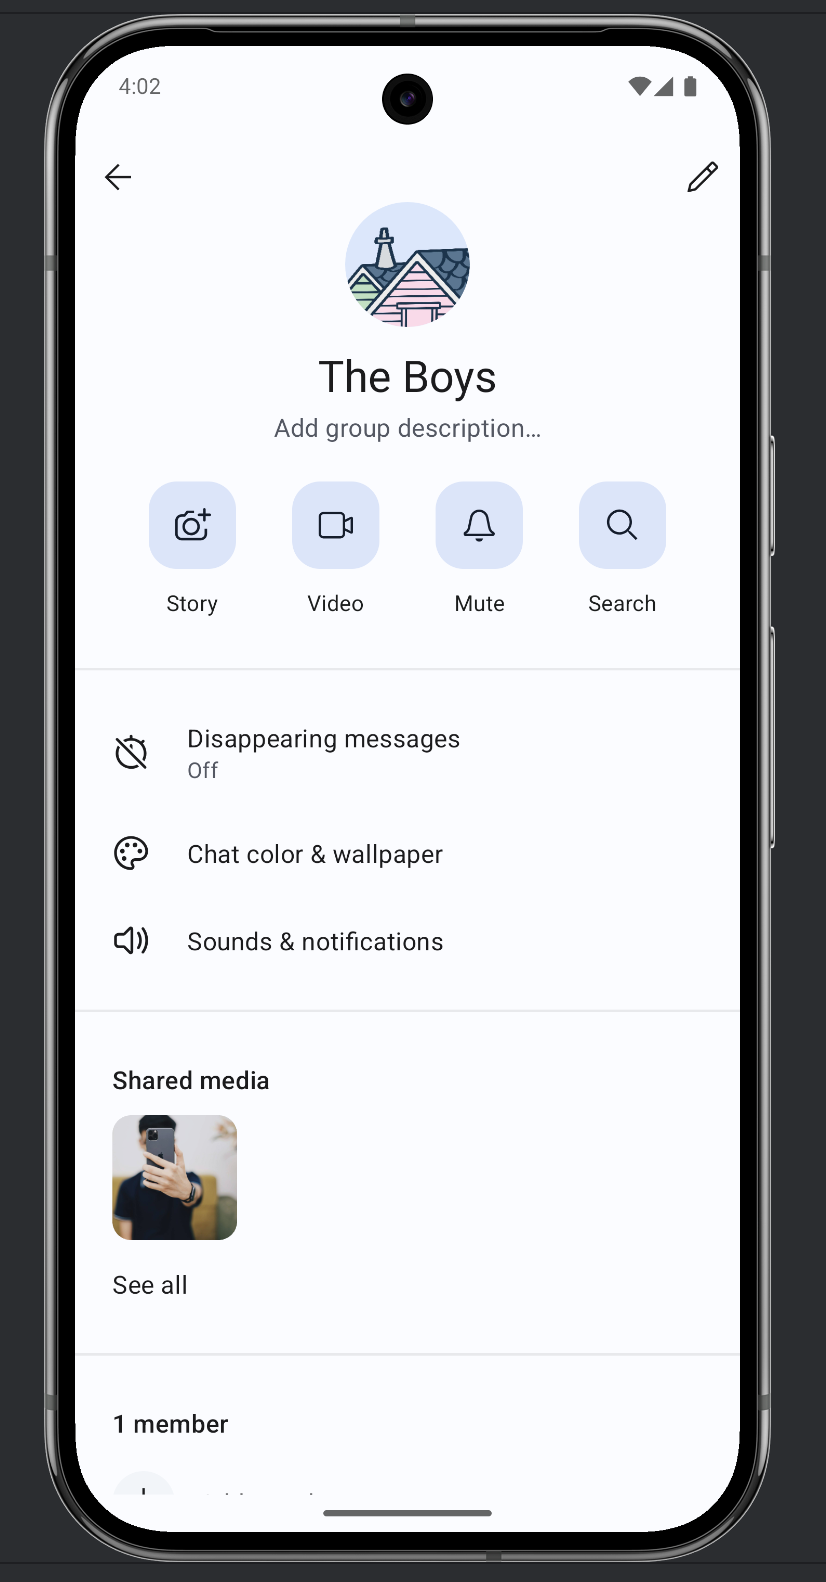 4:02
The Boys
Add group description...
Story Video Mute Search
Disappearing messages
Off
Chat color & wallpaper
Sounds & notifications
Shared media
See all
1 member